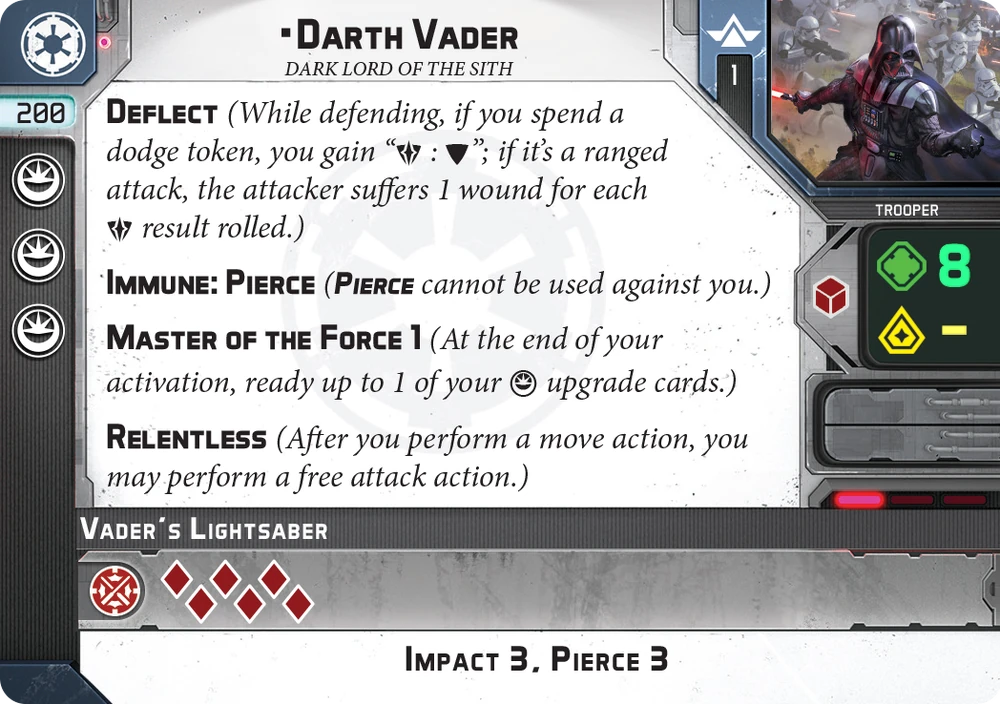 ▪Darth Vader
DARK LORD OF THE SITH
1
200
Deflect (While defending, if you spend a
dodge token, you gain “ : ”; if it’s a ranged
attack, the attacker suffers 1 wound for each
result rolled.)
Immune: Pierce (Pierce cannot be used against you.)
Master of the Force 1 (At the end of your
activation, ready up to 1 of your upgrade cards.)
Relentless (After you perform a move action, you
may perform a free attack action.)
TROOPER
8
-
Vader’s Lightsaber
Impact 3, Pierce 3